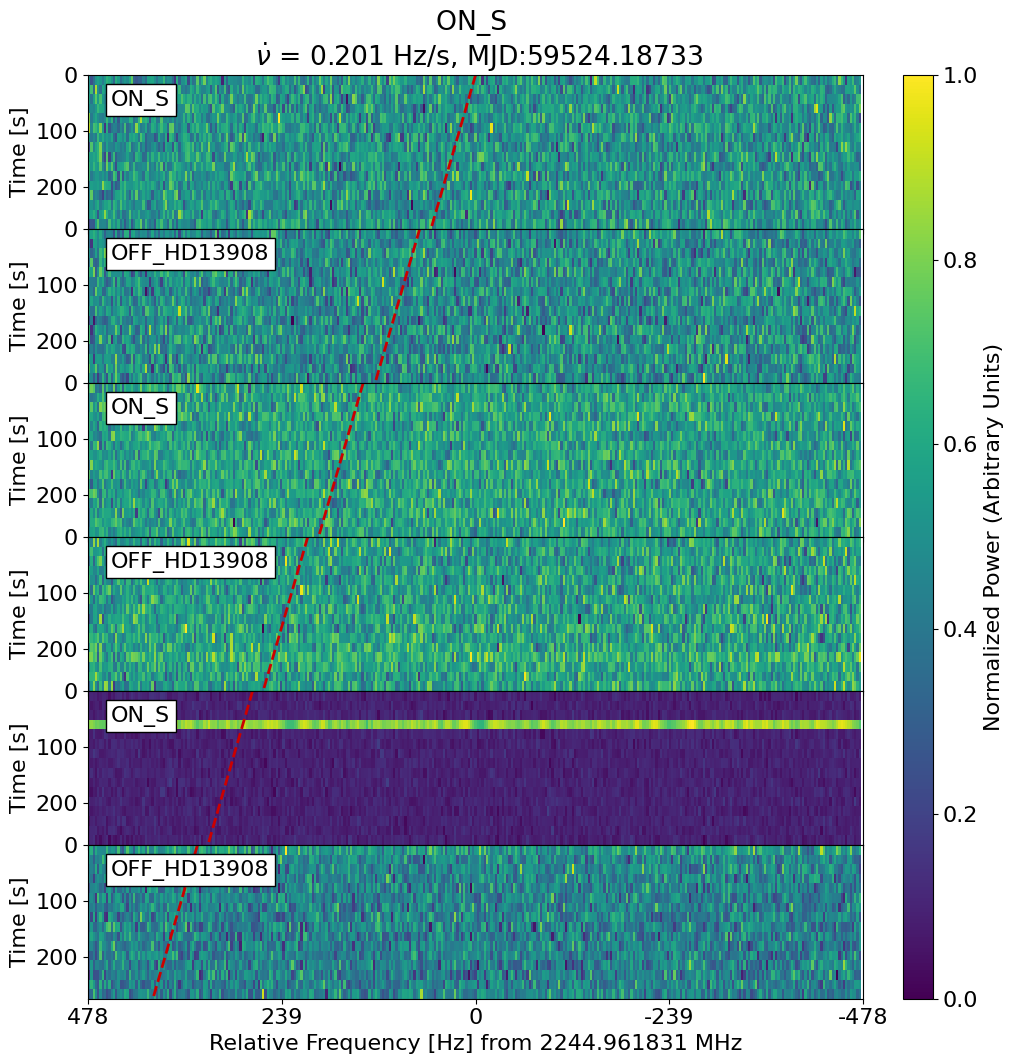 ON_S
ν̇ = 0.201 Hz/s, MJD:59524.18733
0
ON_S
100
Time [s]
200
0
OFF_HD13908
100
Time [s]
200
0
ON_S
100
Time [s]
200
0
OFF_HD13908
100
Time [s]
200
0
ON_S
100
Time [s]
200
0
OFF_HD13908
100
Time [s]
200
478 239 0 -239 -478
Relative Frequency [Hz] from 2244.961831 MHz
1.0
0.8
0.6
0.4
0.2
0.0
Normalized Power (Arbitrary Units)